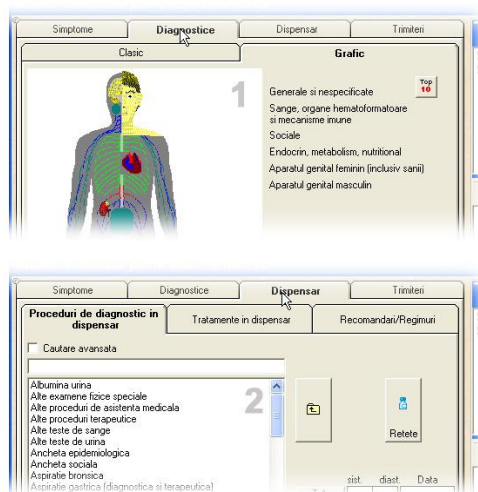 Simptome Diagnostice Dispensar Trimiteri
Clasic Grafic
1
Top
10
Generale si nespecificate
Sange, organe hematoformatoare
si mecanisme imune
Sociale
Endocrin, metabolism, nutritional
Aparatul genital feminin (inclusiv sanii)
Aparatul genital masculin
Simptome Diagnostice Dispensar Trimiteri
Proceduri de diagnostic in
dispensar
Tratamente in dispensar
Recomandari/Regimuri
Cautare avansata
Albumina urina
Alte examene fizice speciale
Alte proceduri de asistenta medicala
Alte proceduri terapeutice
Alte teste de sange
Alte teste de urina
Ancheta epidemiologica
Ancheta sociala
Aspiratie bronsica
Aspiratie gastrica (diagnostica si terapeutica)
2
Retete
sist. diast. Data